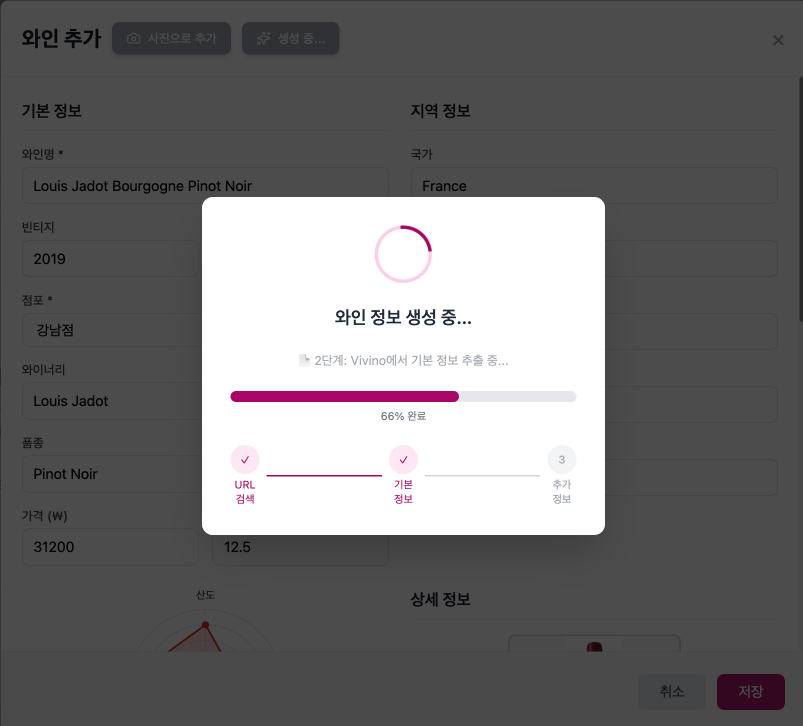 와인 추가
사진으로 추가
생성 중...
×
기본 정보
지역 정보
와인명 *
국가
Louis Jadot Bourgogne Pinot Noir
France
빈티지
2019
점포 *
강남점
와이너리
Louis Jadot
품종
Pinot Noir
가격 (₩)
31200
12.5
산도
상세 정보
와인 정보 생성 중...
2단계: Vivino에서 기본 정보 추출 중...
66% 완료
3
URL
검색
기본
정보
추가
정보
취소
저장